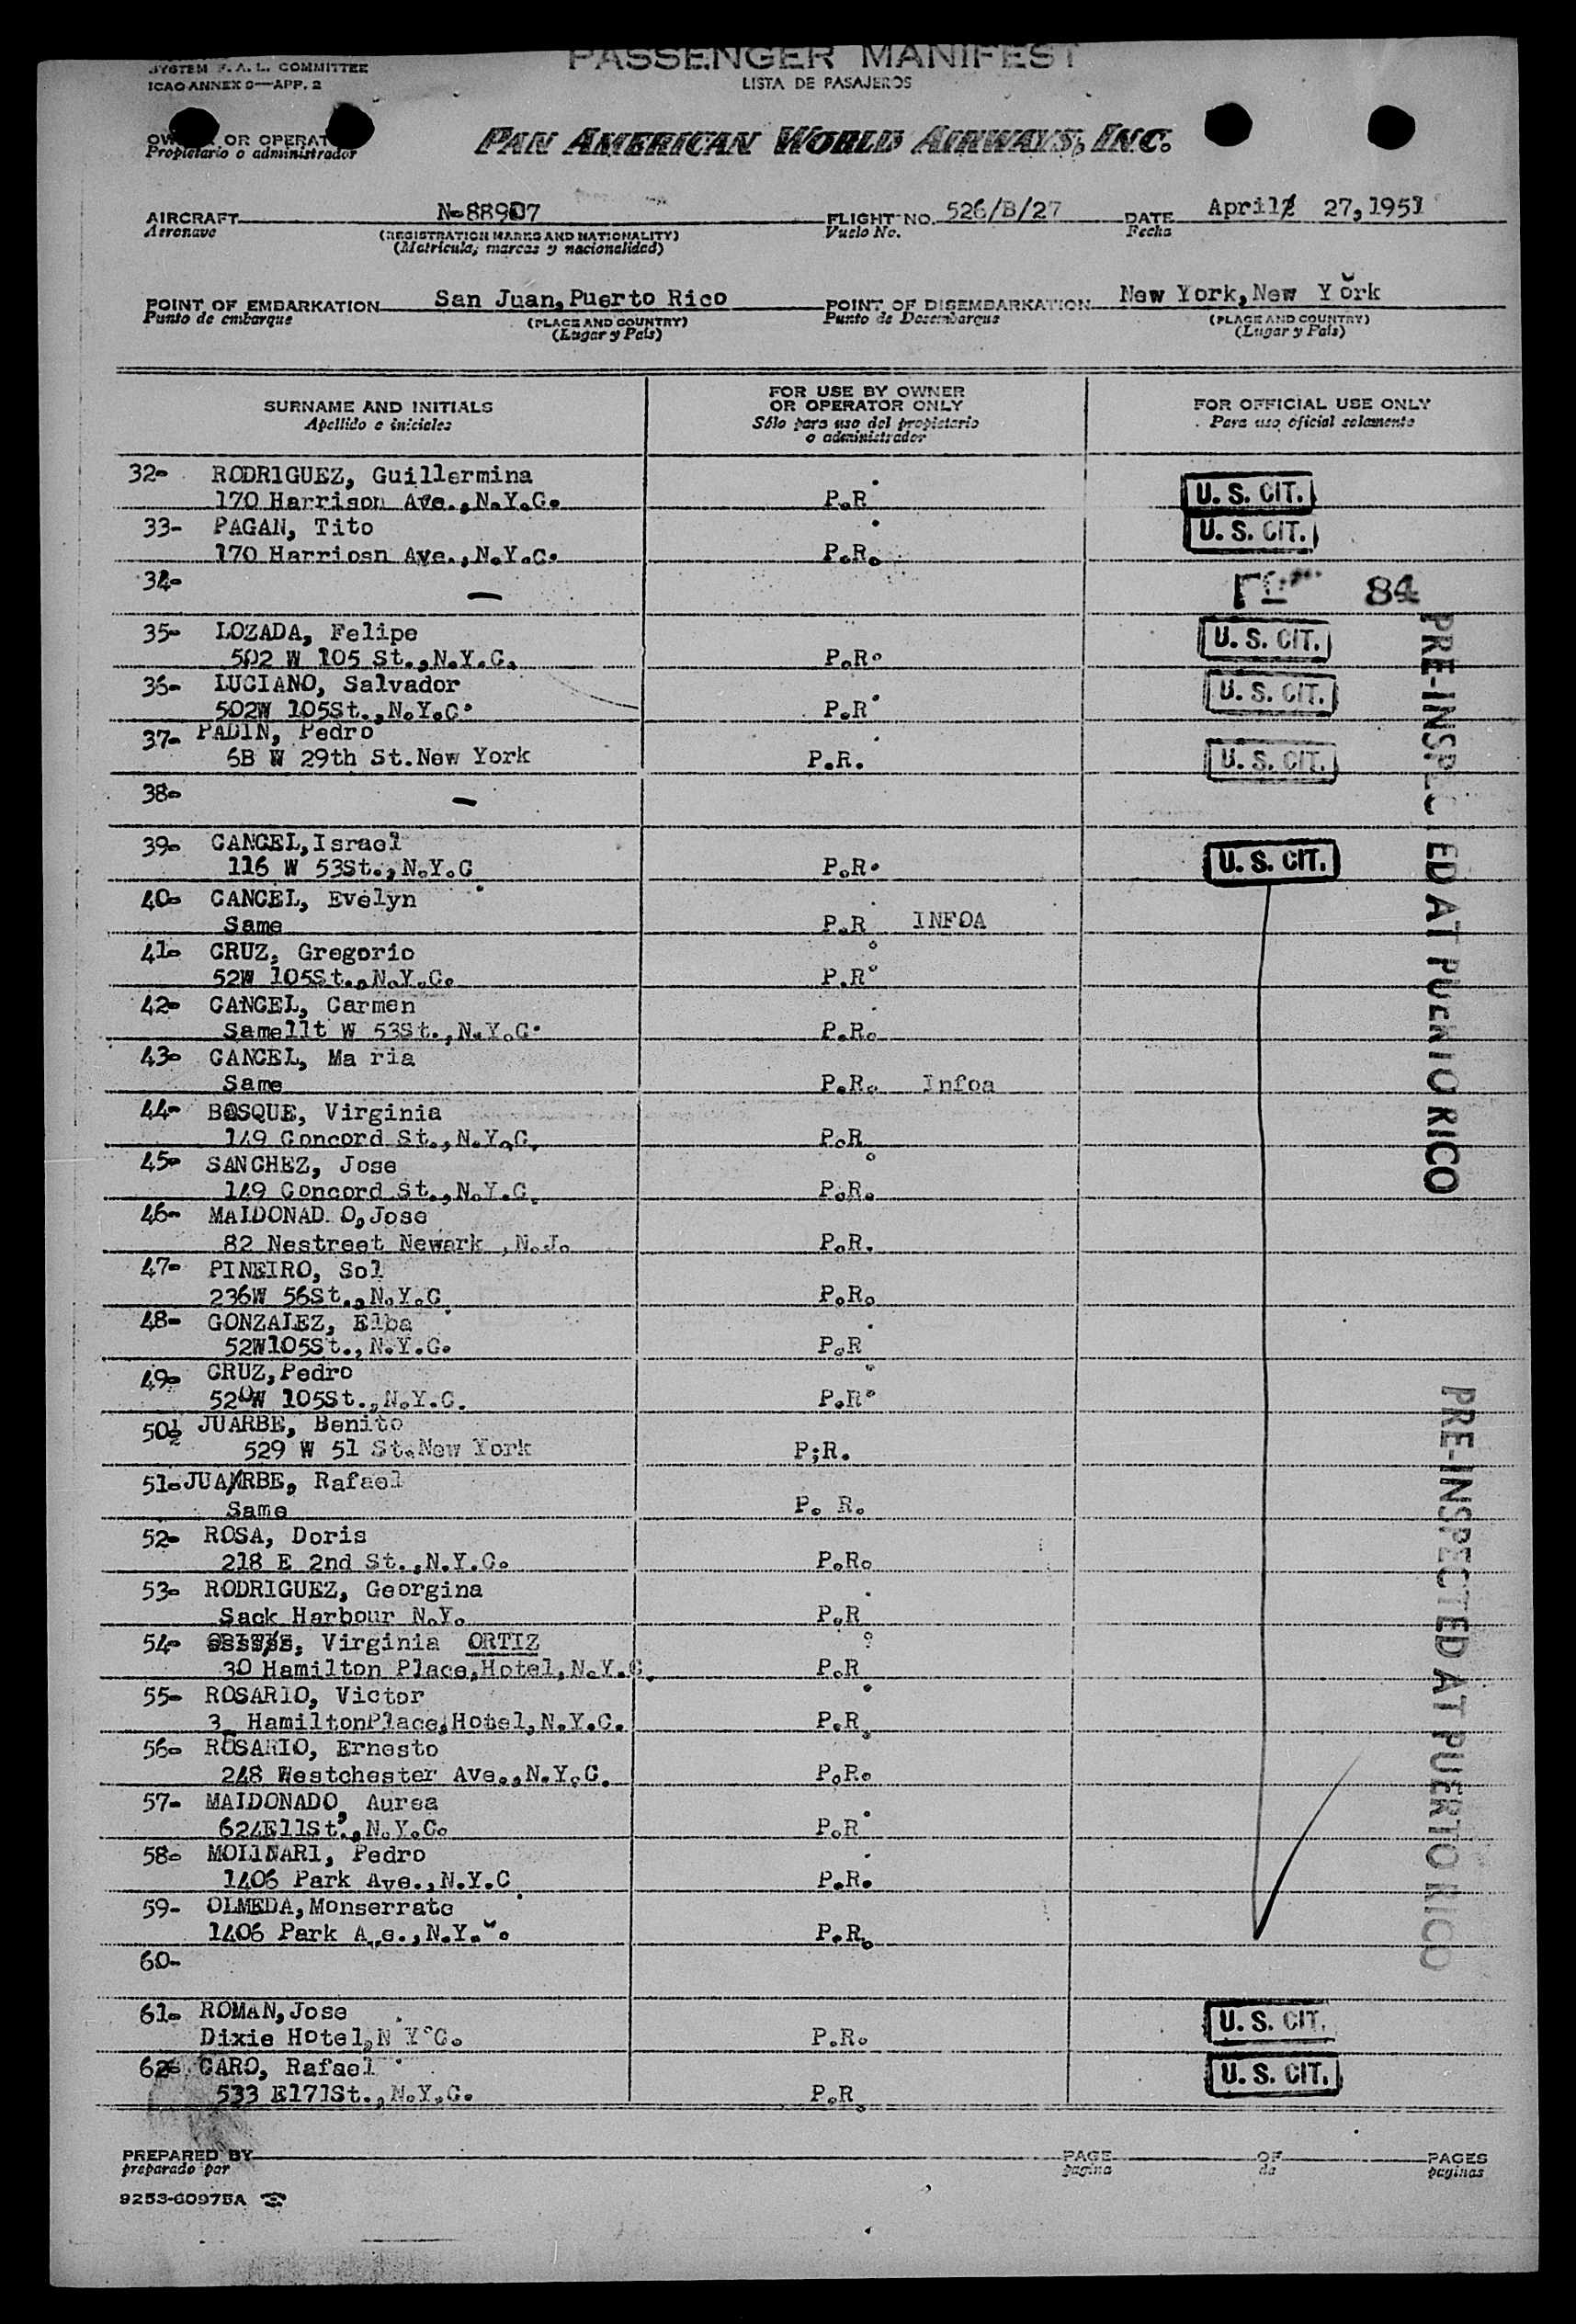 PASSENGER MANIFEST
SYSTEM F. A. L. COMMITTEE
ICAO ANNEX 9—APP. 2
LISTA DE PASAJEROS
OR OPERAT
Propietario o administrador
PAN AMERICAN WORLD AIRWAYS, INC.
AIRCRAFT N-88907 FLIGHT NO. 526/B/27 DATE April 27,1951
Aeronave (REGISTRATION MARKS AND NATIONALITY) Vuelo No. Fecha
(Matrícula, marcas y nacionalidad)
POINT OF EMBARKATION San Juan,Puerto Rico POINT OF DISEMBARKATION New York,New York
Punto de embarque (PLACE AND COUNTRY) Punto de Desembarque (PLACE AND COUNTRY)
(Lugar y País) (Lugar y País)
SURNAME AND INITIALS FOR USE BY OWNER OR OPERATOR ONLY FOR OFFICIAL USE ONLY
Apellido e iniciales Sólo para uso del propietario o administrador Para uso oficial solamente
32- RODRIGUEZ, Guillermina
170 Harrison Ave.,N.Y.C. P.R. U. S. CIT.
33- PAGAN, Tito U. S. CIT.
170 Harriosn Ave.,N.Y.C. P.R.
34- — 84
35- LOZADA, Felipe U. S. CIT.
502 W 105 St.,N.Y.C. P.R.
36- LUCIANO, Salvador U. S. CIT.
502W 105St.,N.Y.C. P.R.
37- PADIN, Pedro
6B W 29th St.New York P.R. U. S. CIT.
38- —
39- CANCEL,Israel
116 W 53St.,N.Y.C P.R. U. S. CIT.
40- CANCEL, Evelyn
Same P.R INFOA
41- CRUZ, Gregorio
52W 105St.,N.Y.C. P.R.
42- CANCEL, Carmen
Same11t W 53St.,N.Y.C. P.R.
43- CANCEL, Ma ria
Same P.R. Infoa
44- BOSQUE, Virginia
149 Concord St.,N.Y.C. P.R.
45- SANCHEZ, Jose
149 Concord St.,N.Y.C. P.R.
46- MALDONAD O,Jose
82 Nestreet Newark ,N.J. P.R.
47- PINEIRO, Sol
236W 56St.,N.Y.C. P.R.
48- GONZALEZ, Elba
52W105St.,N.Y.C. P.R.
49- CRUZ,Pedro
520W 105St.,N.Y.C. P.R.
50½ JUARBE, Benito
529 W 51 St.New York P;R.
51- JUARBE, Rafael
Same P. R.
52- ROSA, Doris
218 E 2nd St.,N.Y.C. P.R.
53- RODRIGUEZ, Georgina
Sack Harbour N.Y. P.R.
54- Virginia ORTIZ
30 Hamilton Place,Hotel,N.Y.C. P.R.
55- ROSARIO, Victor
3 HamiltonPlace,Hotel,N.Y.C. P.R.
56- ROSARIO, Ernesto
248 Westchester Ave.,N.Y.C. P.R.
57- MALDONADO, Aurea
624E11St.,N.Y.C. P.R.
58- MOLINARI, Pedro
1406 Park Ave.,N.Y.C. P.R.
59- OLMEDA,Monserrate
1406 Park A e.,N.Y. P.R.
60-
61- ROMAN,Jose U. S. CIT.
Dixie Hotel,N Y C. P.R.
62- CARO, Rafael U. S. CIT.
533 E171St.,N.Y.C. P.R.
PRE-INSPECTED AT PUERTO RICO
PRE-INSPECTED AT PUERTO RICO
PREPARED BY PAGE OF PAGES
preparado por pagina de paginas
9253-60975A